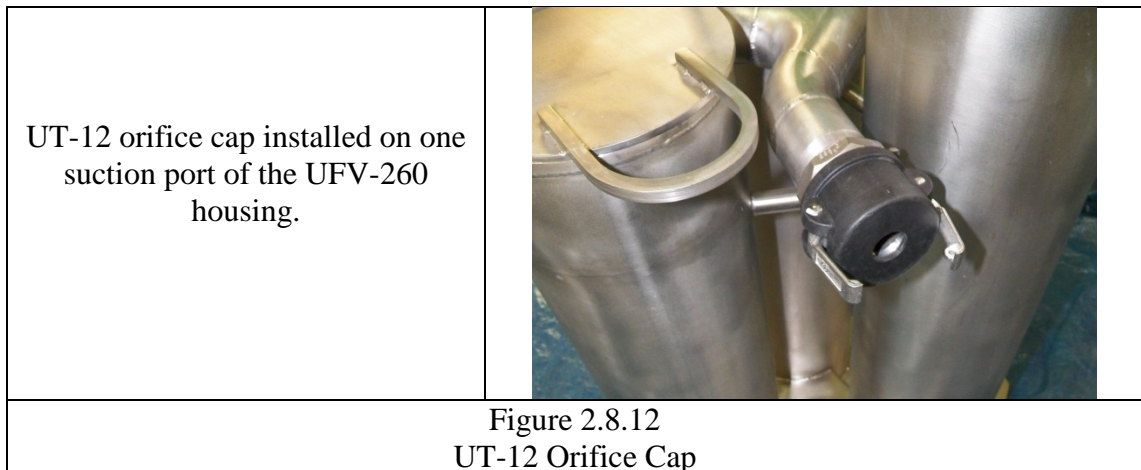 UT-12 orifice cap installed on one
suction port of the UFV-260
housing.
Figure 2.8.12
UT-12 Orifice Cap